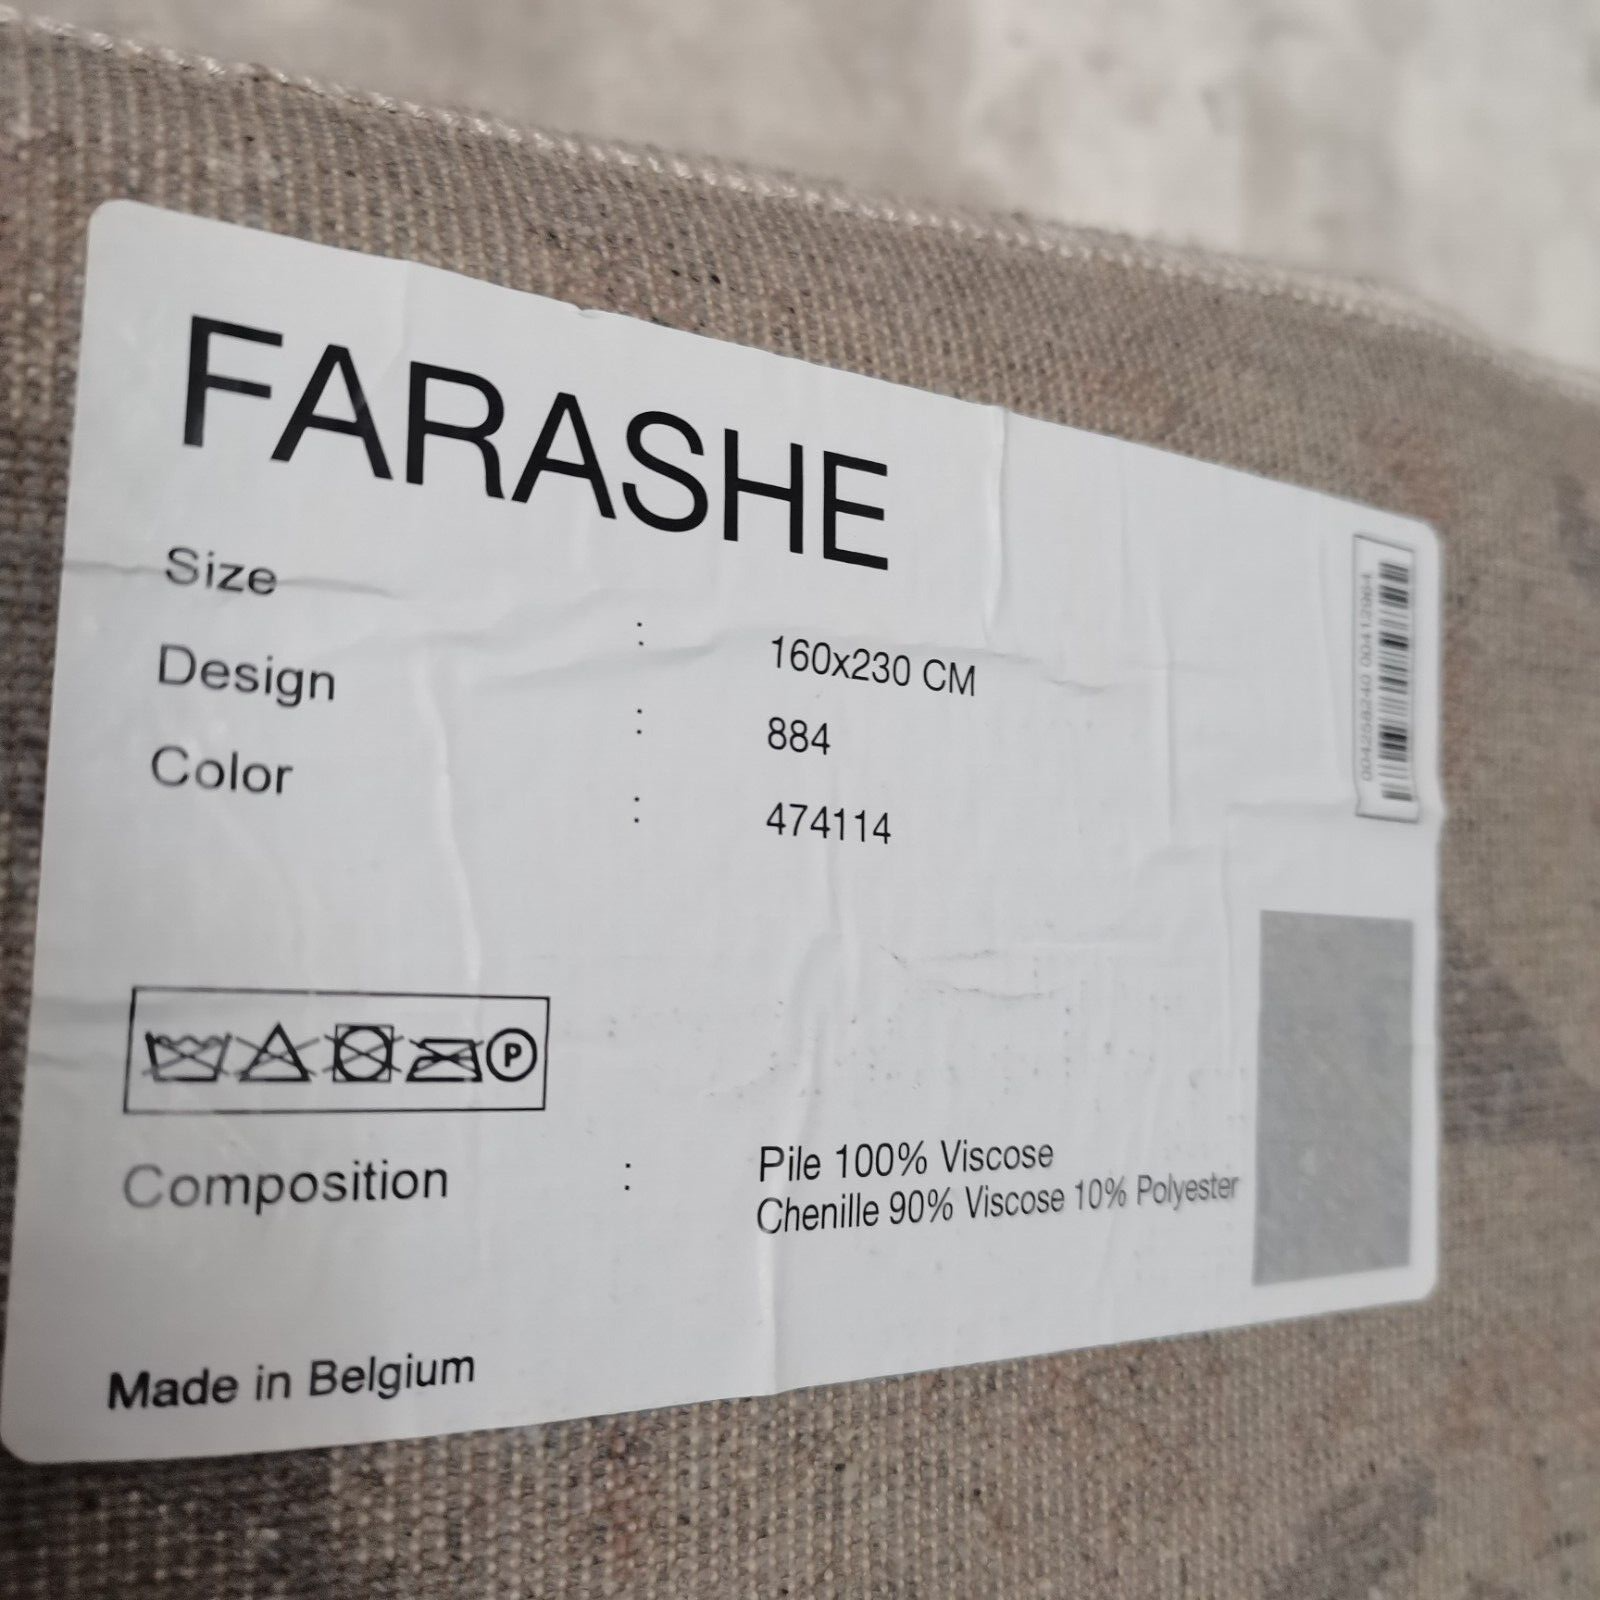 FARASHE
Size : 160x230 CM
Design : 884
Color : 474114
P
Composition : Pile 100% Viscose
Chenille 90% Viscose 10% Polyester
Made in Belgium